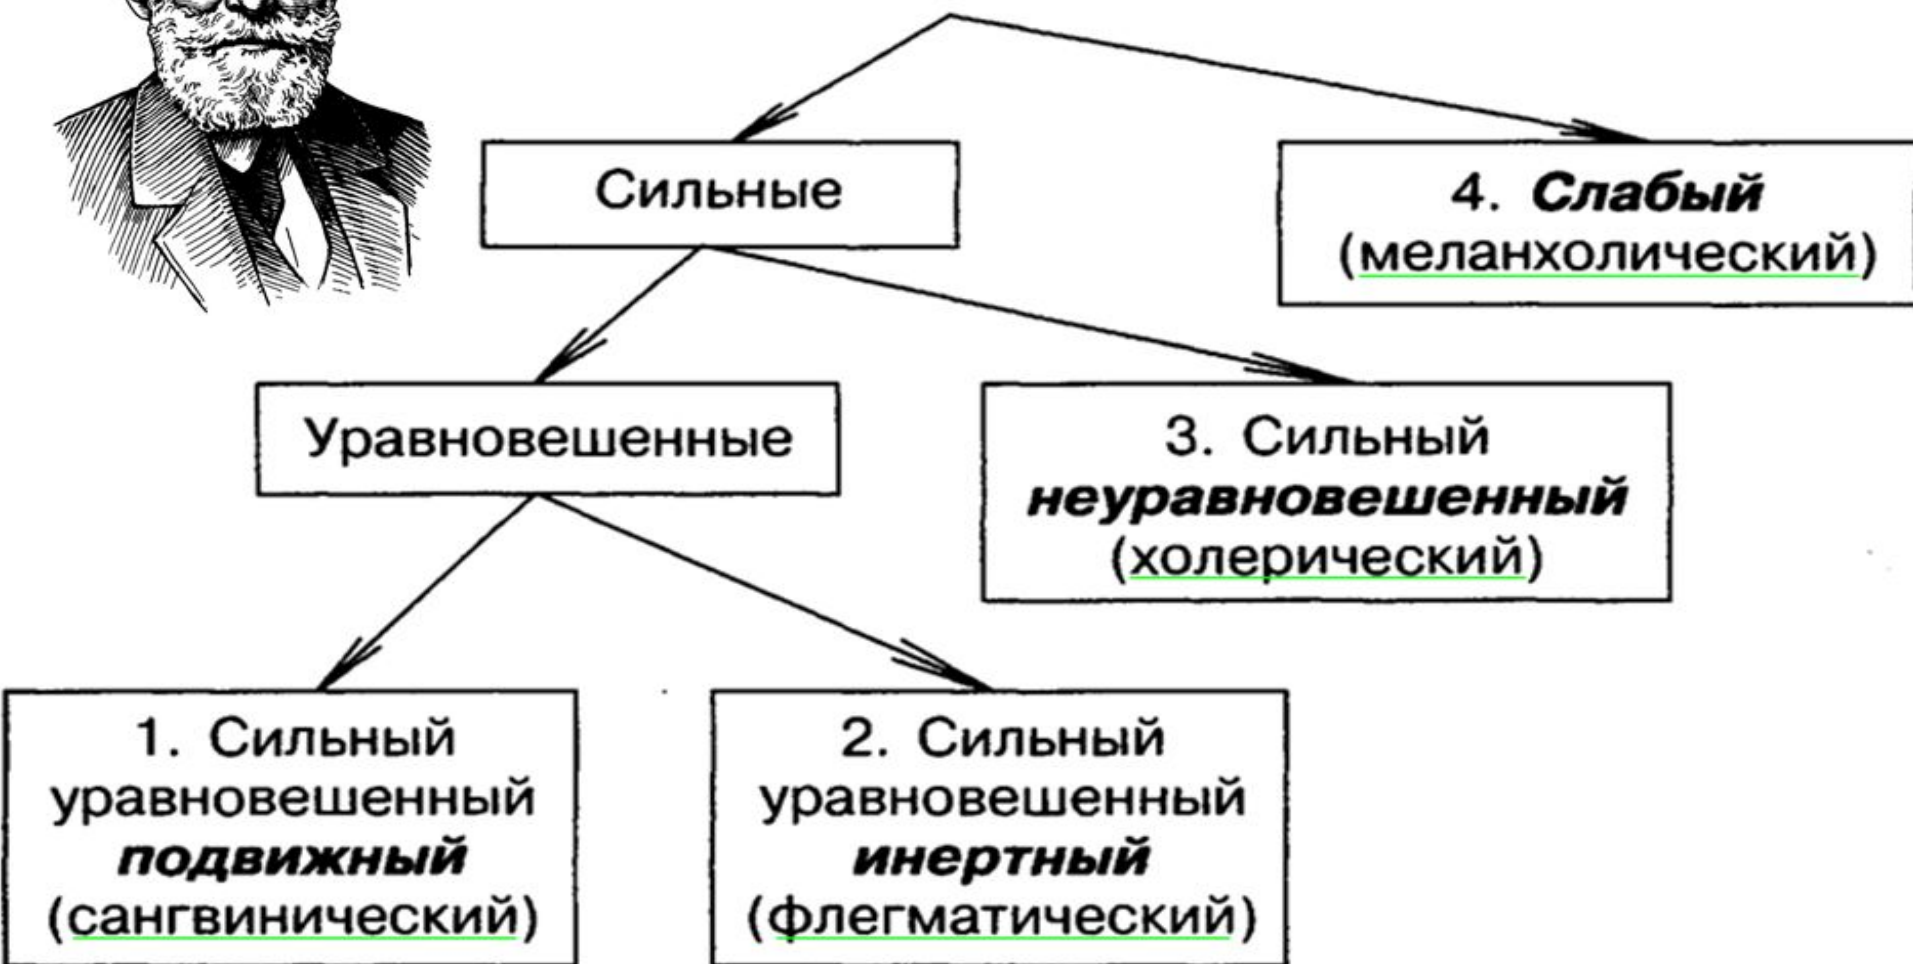 Сильные
4. Слабый
(меланхолический)
Уравновешенные
3. Сильный
неуравновешенный
(холерический)
1. Сильный
уравновешенный
подвижный
(сангвинический)
2. Сильный
уравновешенный
инертный
(флегматический)